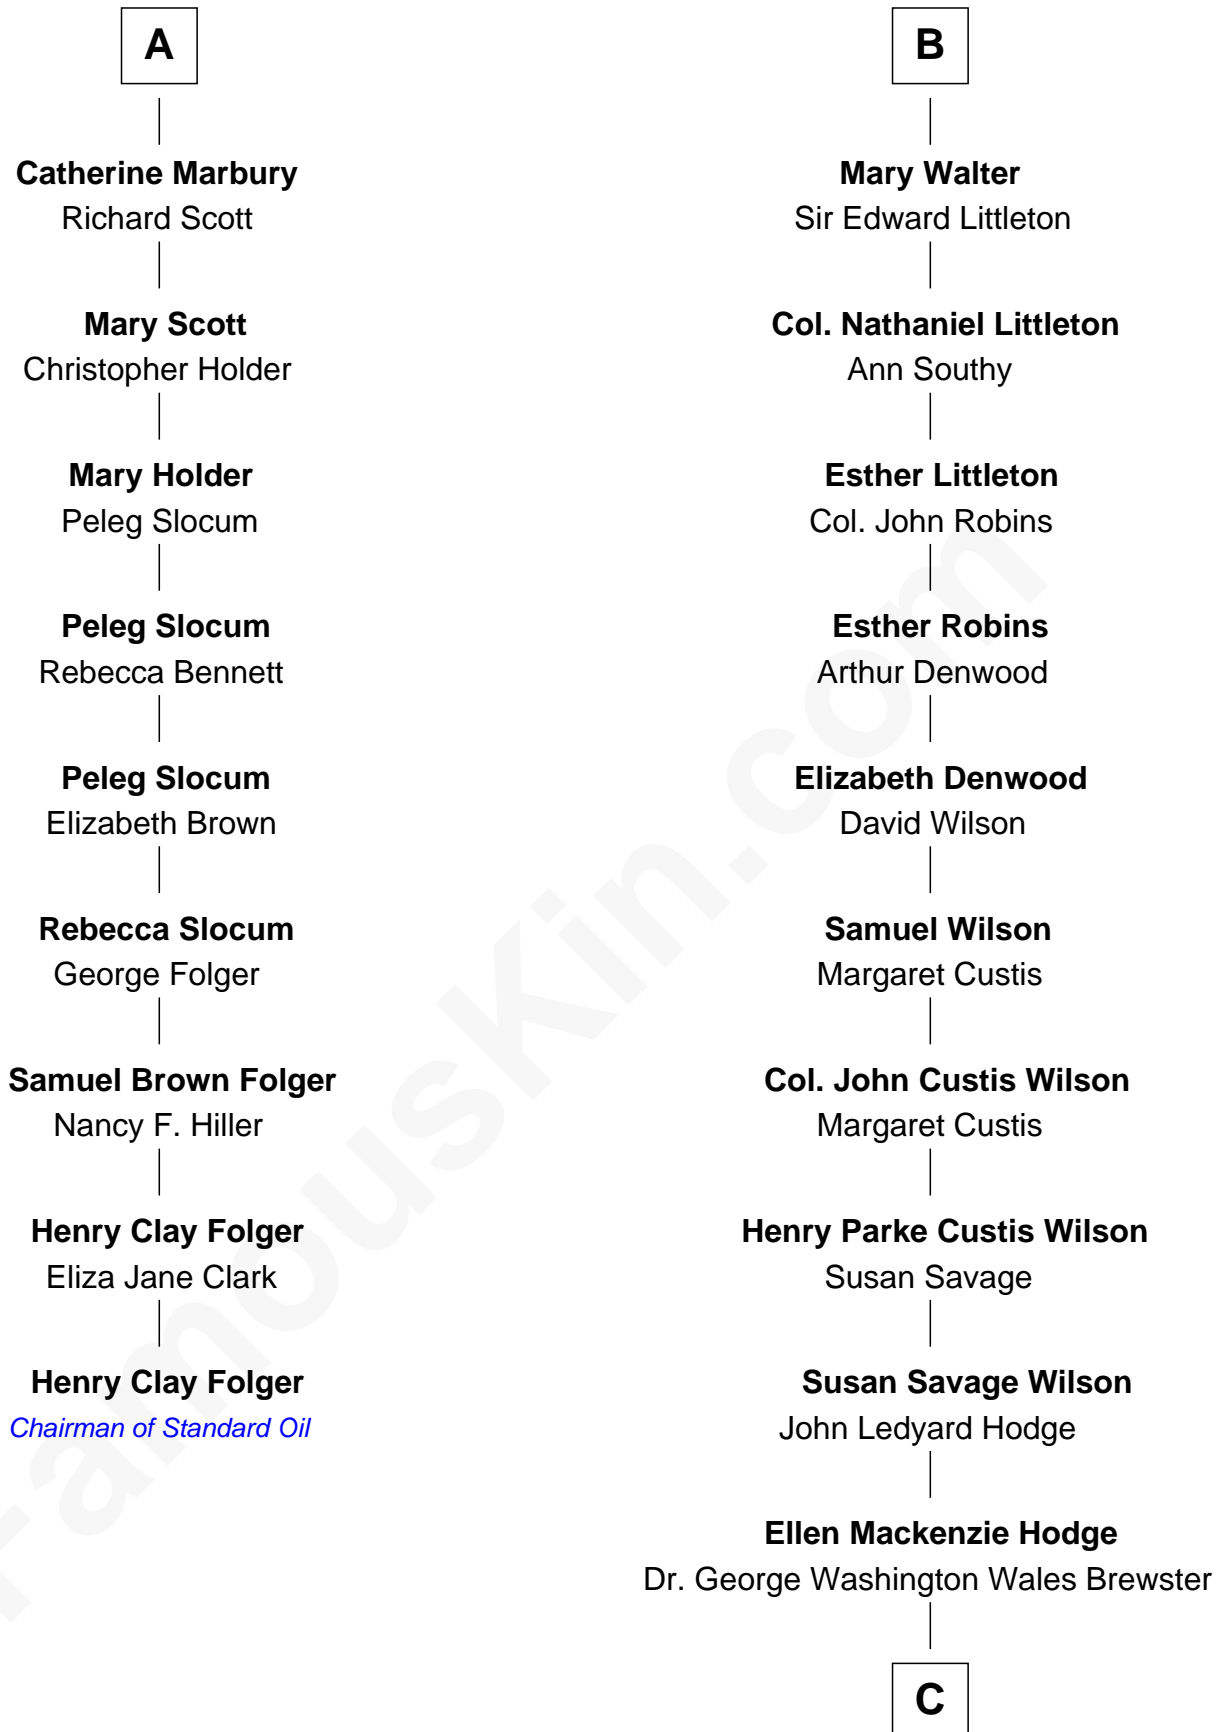 A
Catherine Marbury
Richard Scott
Mary Scott
Christopher Holder
Mary Holder
Peleg Slocum
Peleg Slocum
Rebecca Bennett
Peleg Slocum
Elizabeth Brown
Rebecca Slocum
George Folger
Samuel Brown Folger
Nancy F. Hiller
Henry Clay Folger
Eliza Jane Clark
Henry Clay Folger
Chairman of Standard Oil
B
Mary Walter
Sir Edward Littleton
Col. Nathaniel Littleton
Ann Southy
Esther Littleton
Col. John Robins
Esther Robins
Arthur Denwood
Elizabeth Denwood
David Wilson
Samuel Wilson
Margaret Custis
Col. John Custis Wilson
Margaret Custis
Henry Parke Custis Wilson
Susan Savage
Susan Savage Wilson
John Ledyard Hodge
Ellen Mackenzie Hodge
Dr. George Washington Wales Brewster
C
FamousKin.com